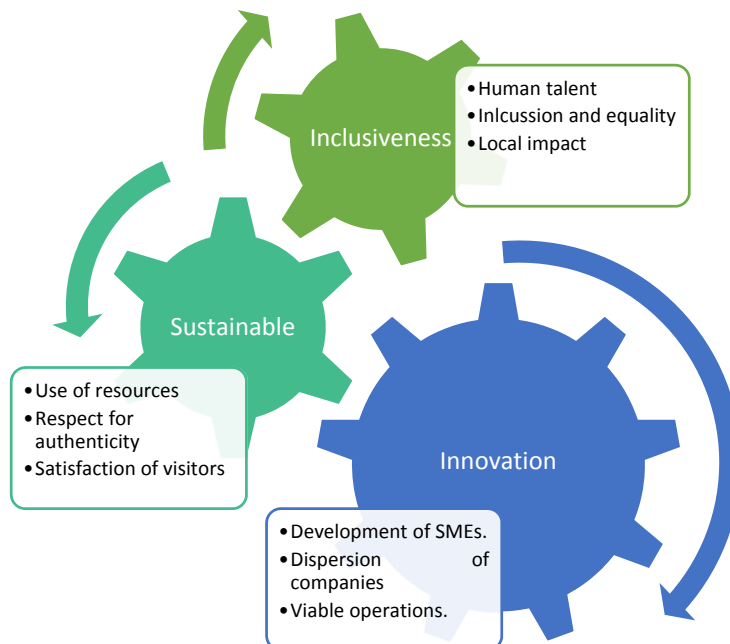 Inclusiveness
•Human talent
•Inlcussion and equality
•Local impact
Sustainable
•Use of resources
•Respect for
authenticity
•Satisfaction of visitors
Innovation
•Development of SMEs.
•Dispersion of
companies
•Viable operations.